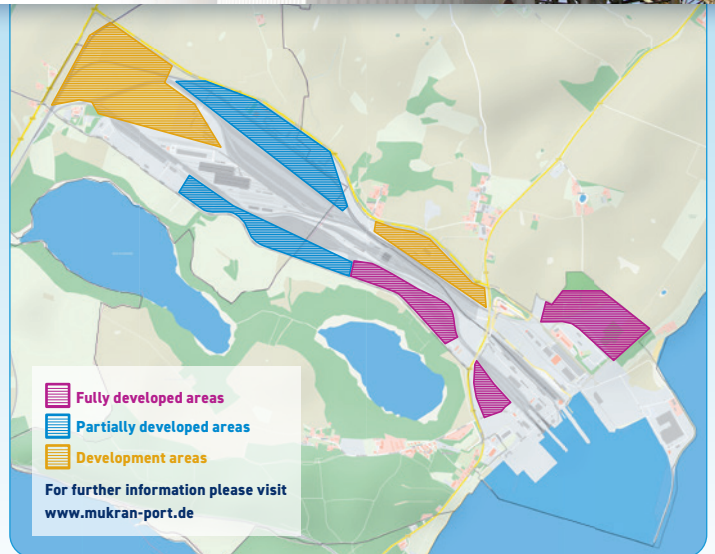 Fully developed areas
Partially developed areas
Development areas
For further information please visit
www.mukran-port.de